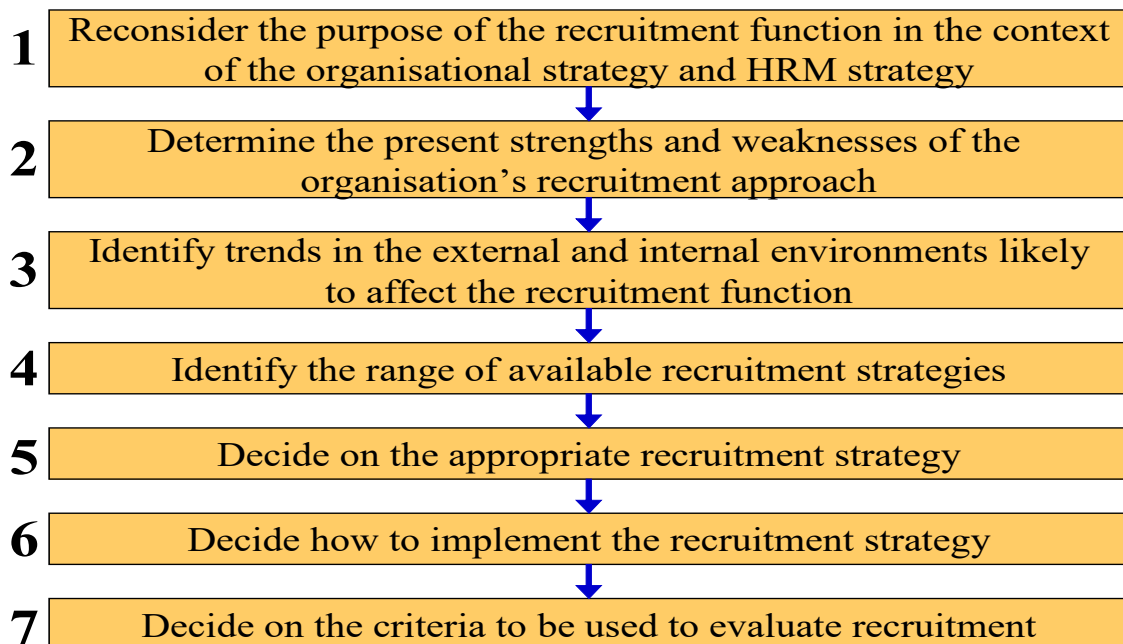 1
Reconsider the purpose of the recruitment function in the context
of the organisational strategy and HRM strategy
2
Determine the present strengths and weaknesses of the
organisation’s recruitment approach
3
Identify trends in the external and internal environments likely
to affect the recruitment function
4
Identify the range of available recruitment strategies
5
Decide on the appropriate recruitment strategy
6
Decide how to implement the recruitment strategy
7
Decide on the criteria to be used to evaluate recruitment